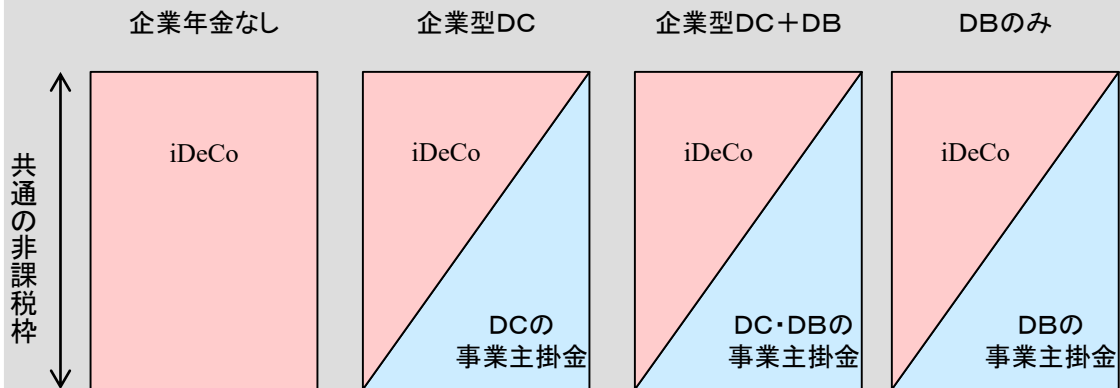 企業年金なし
企業型DC
企業型DC+DB
DBのみ
共通の非課税枠
iDeCo
iDeCo
iDeCo
iDeCo
DCの
事業主掛金
DC・DBの
事業主掛金
DBの
事業主掛金